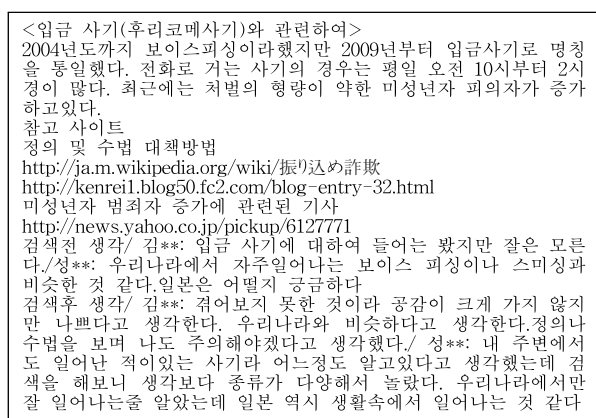 <입금 사기(후리코메사기)와 관련하여>
2004년도까지 보이스피싱이라했지만 2009년부터 입금사기로 명칭
을 통일했다. 전화로 거는 사기의 경우는 평일 오전 10시부터 2시
경이 많다. 최근에는 처벌의 형량이 약한 미성년자 피의자가 증가
하고있다.
참고 사이트
정의 및 수법 대책방법
http://ja.m.wikipedia.org/wiki/振り込め詐欺
http://kenrei1.blog50.fc2.com/blog-entry-32.html
미성년자 범죄자 증가에 관련된 기사
http://news.yahoo.co.jp/pickup/6127771
검색전 생각/ 김**: 입금 사기에 대하여 들어는 봤지만 잘은 모른
다./성**: 우리나라에서 자주일어나는 보이스 피싱이나 스미싱과
비슷한 것 같다.일본은 어떨지 궁금하다
검색후 생각/ 김**: 겪어보지 못한 것이라 공감이 크게 가지 않지
만 나쁘다고 생각한다. 우리나라와 비슷하다고 생각한다.정의나
수법을 보며 나도 주의해야겠다고 생각했다./ 성**: 내 주변에서
도 일어난 적이있는 사기라 어느정도 알고있다고 생각했는데 검
색을 해보니 생각보다 종류가 다양해서 놀랐다. 우리나라에서만
잘 일어나는줄 알았는데 일본 역시 생활속에서 일어나는 것 같다